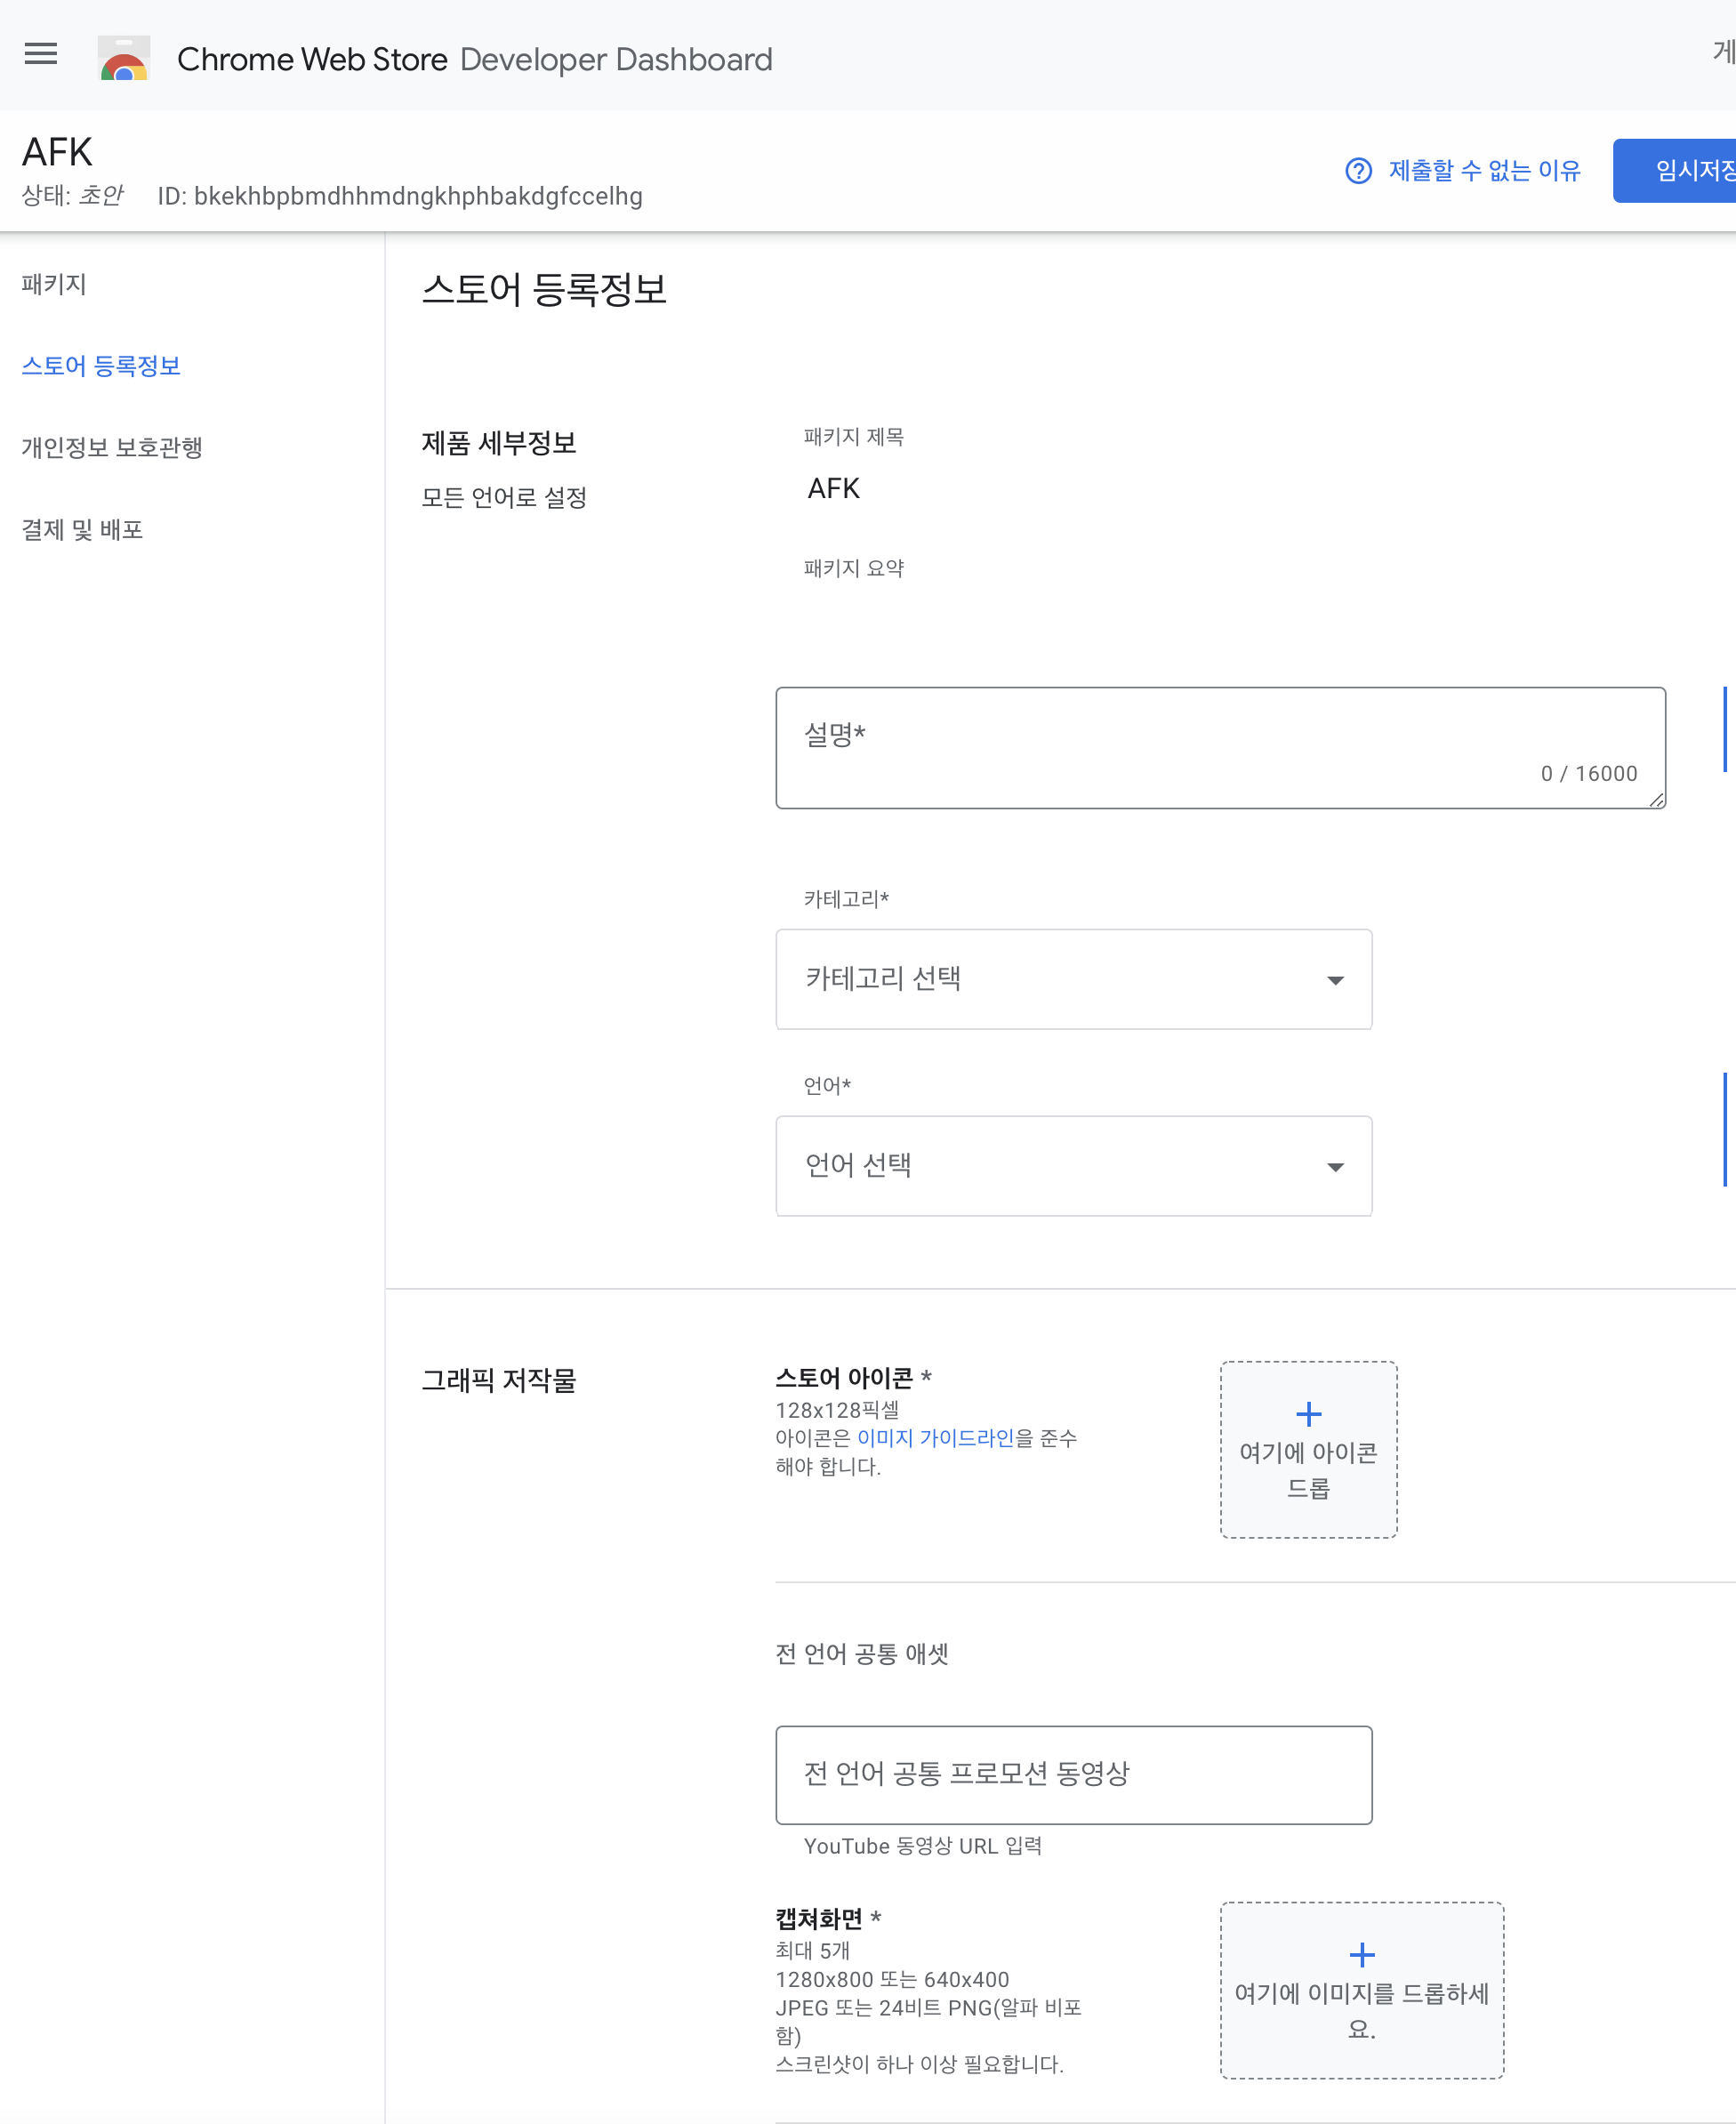 Chrome Web Store Developer Dashboard
게
AFK
상태: 초안 ID: bkekhbpbmdhhmdngkhphbakdgfccelhg
제출할 수 없는 이유
임시저장
패키지
스토어 등록정보
개인정보 보호관행
결제 및 배포
스토어 등록정보
제품 세부정보
모든 언어로 설정
패키지 제목
AFK
패키지 요약
설명*
0 / 16000
카테고리*
카테고리 선택
언어*
언어 선택
그래픽 저작물
스토어 아이콘 *
128x128픽셀
아이콘은 이미지 가이드라인을 준수
해야 합니다.
여기에 아이콘
드롭
전 언어 공통 애셋
전 언어 공통 프로모션 동영상
YouTube 동영상 URL 입력
캡쳐화면 *
최대 5개
1280x800 또는 640x400
JPEG 또는 24비트 PNG(알파 비포
함)
스크린샷이 하나 이상 필요합니다.
여기에 이미지를 드롭하세
요.